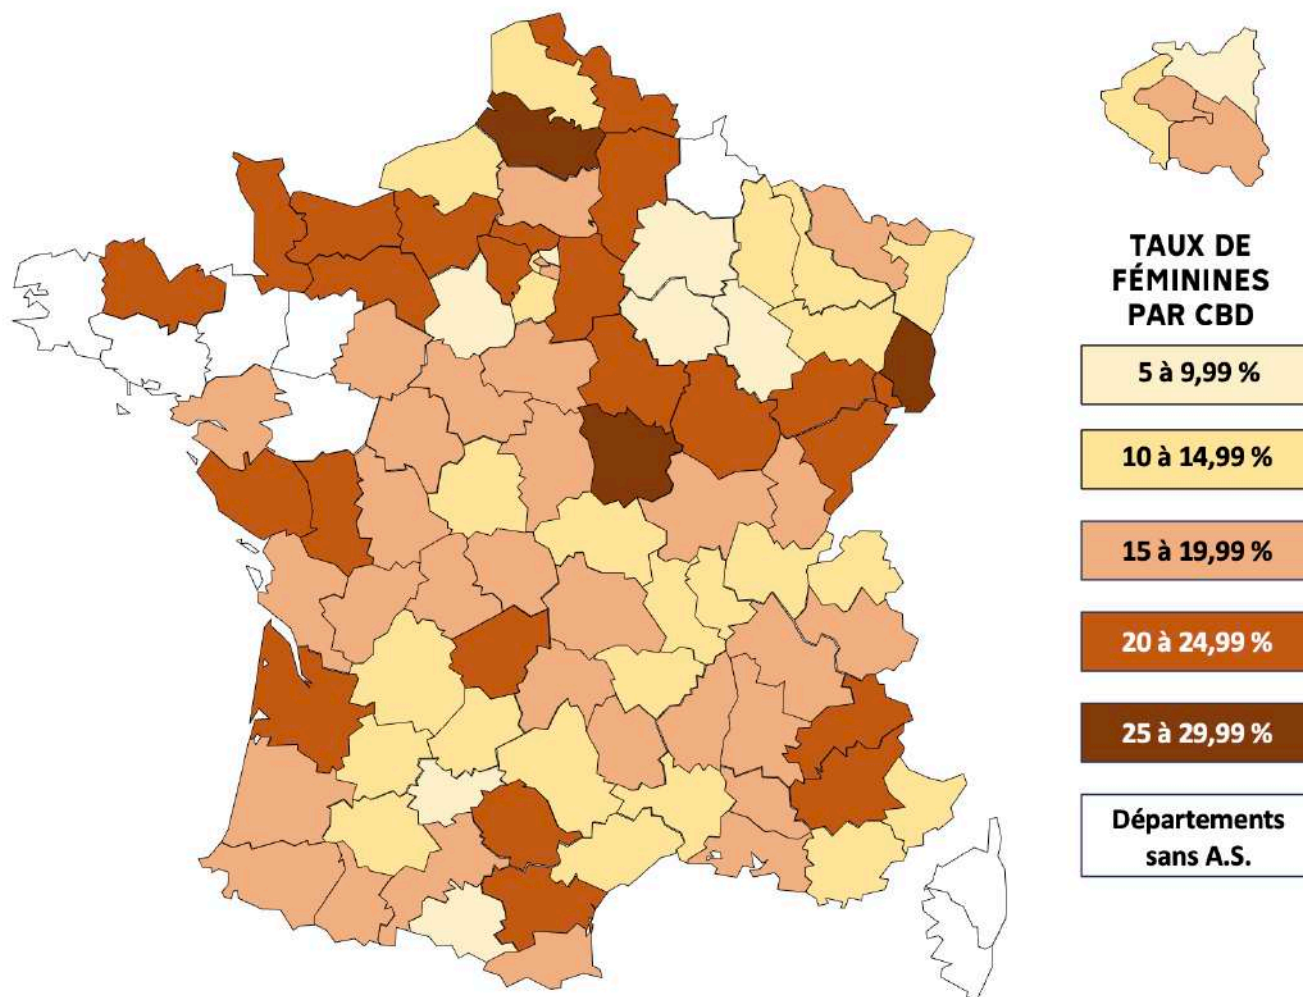 TAUX DE
FÉMININES
PAR CBD
5 à 9,99 %
10 à 14,99 %
15 à 19,99 %
20 à 24,99 %
25 à 29,99 %
Départements
sans A.S.